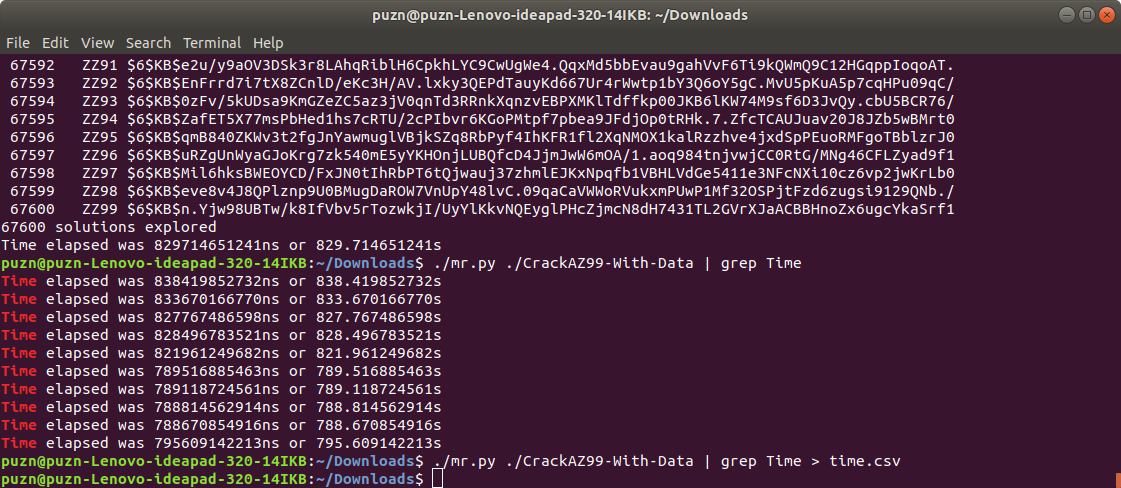 puzn@puzn-Lenovo-ideapad-320-14IKB: ~/Downloads
File Edit View Search Terminal Help
67592 ZZ91 $6$KB$e2u/y9aOV3DSk3r8LAhqRiblH6CpkhLYC9CwUgWe4.QqxMd5bbEvau9gahVvF6Ti9kQWmQ9C12HGqppIoqoAT.
67593 ZZ92 $6$KB$EnFrrd7i7tX8ZCnlD/eKc3H/AV.lxky3QEPdTauyKd667Ur4rWwtp1bY3Q6oY5gC.MvU5pKuA5p7cqHPu09qC/
67594 ZZ93 $6$KB$0zFv/5kUDsa9KmGZeZC5az3jV0qnTd3RRnkXqnzvEBPXMKlTdffkp00JKB6lKW74M9sf6D3JvQy.cbU5BCR76/
67595 ZZ94 $6$KB$ZafET5X77msPbHed1hs7cRTU/2cPIbvr6KGoPMtpf7pbea9JFdjOp0tRHk.7.ZfcTCAUJuav20J8JZb5wBMrt0
67596 ZZ95 $6$KB$qmB840ZKWv3t2fgJnYawmuglVBjkSZq8RbPyf4IhKFR1fl2XqNMOX1kalRzzhve4jxdSpPEuoRMFgoTBblzrJ0
67597 ZZ96 $6$KB$uRZgUnWyaGJoKrg7zk540mE5yYKHOnjLUBQfcD4JjmJwW6mOA/1.aoq984tnjvwjCC0RtG/MNg46CFLZyad9f1
67598 ZZ97 $6$KB$Mil6hksBWEOYCD/FxJN0tIhRbPT6tQjwauj37zhmlEJKxNpqfb1VBHLVdGe5411e3NFcNXi10cz6vp2jwKrLb0
67599 ZZ98 $6$KB$eve8v4J8QPlznp9U0BMugDaROW7VnUpY48lvC.09qaCaVWWoRVukxmPUwP1Mf32OSPjtFzd6zugsi9129QNb./
67600 ZZ99 $6$KB$n.Yjw98UBTw/k8IfVbv5rTozwkjI/UyYlKkvNQEyglPHcZjmcN8dH7431TL2GVrXJaACBBHnoZx6ugcYkaSrf1
67600 solutions explored
Time elapsed was 829714651241ns or 829.714651241s
puzn@puzn-Lenovo-ideapad-320-14IKB:~/Downloads$ ./mr.py ./CrackAZ99-With-Data | grep Time
Time elapsed was 838419852732ns or 838.419852732s
Time elapsed was 833670166770ns or 833.670166770s
Time elapsed was 827767486598ns or 827.767486598s
Time elapsed was 828496783521ns or 828.496783521s
Time elapsed was 821961249682ns or 821.961249682s
Time elapsed was 789516885463ns or 789.516885463s
Time elapsed was 789118724561ns or 789.118724561s
Time elapsed was 788814562914ns or 788.814562914s
Time elapsed was 788670854916ns or 788.670854916s
Time elapsed was 795609142213ns or 795.609142213s
puzn@puzn-Lenovo-ideapad-320-14IKB:~/Downloads$ ./mr.py ./CrackAZ99-With-Data | grep Time > time.csv
puzn@puzn-Lenovo-ideapad-320-14IKB:~/Downloads$